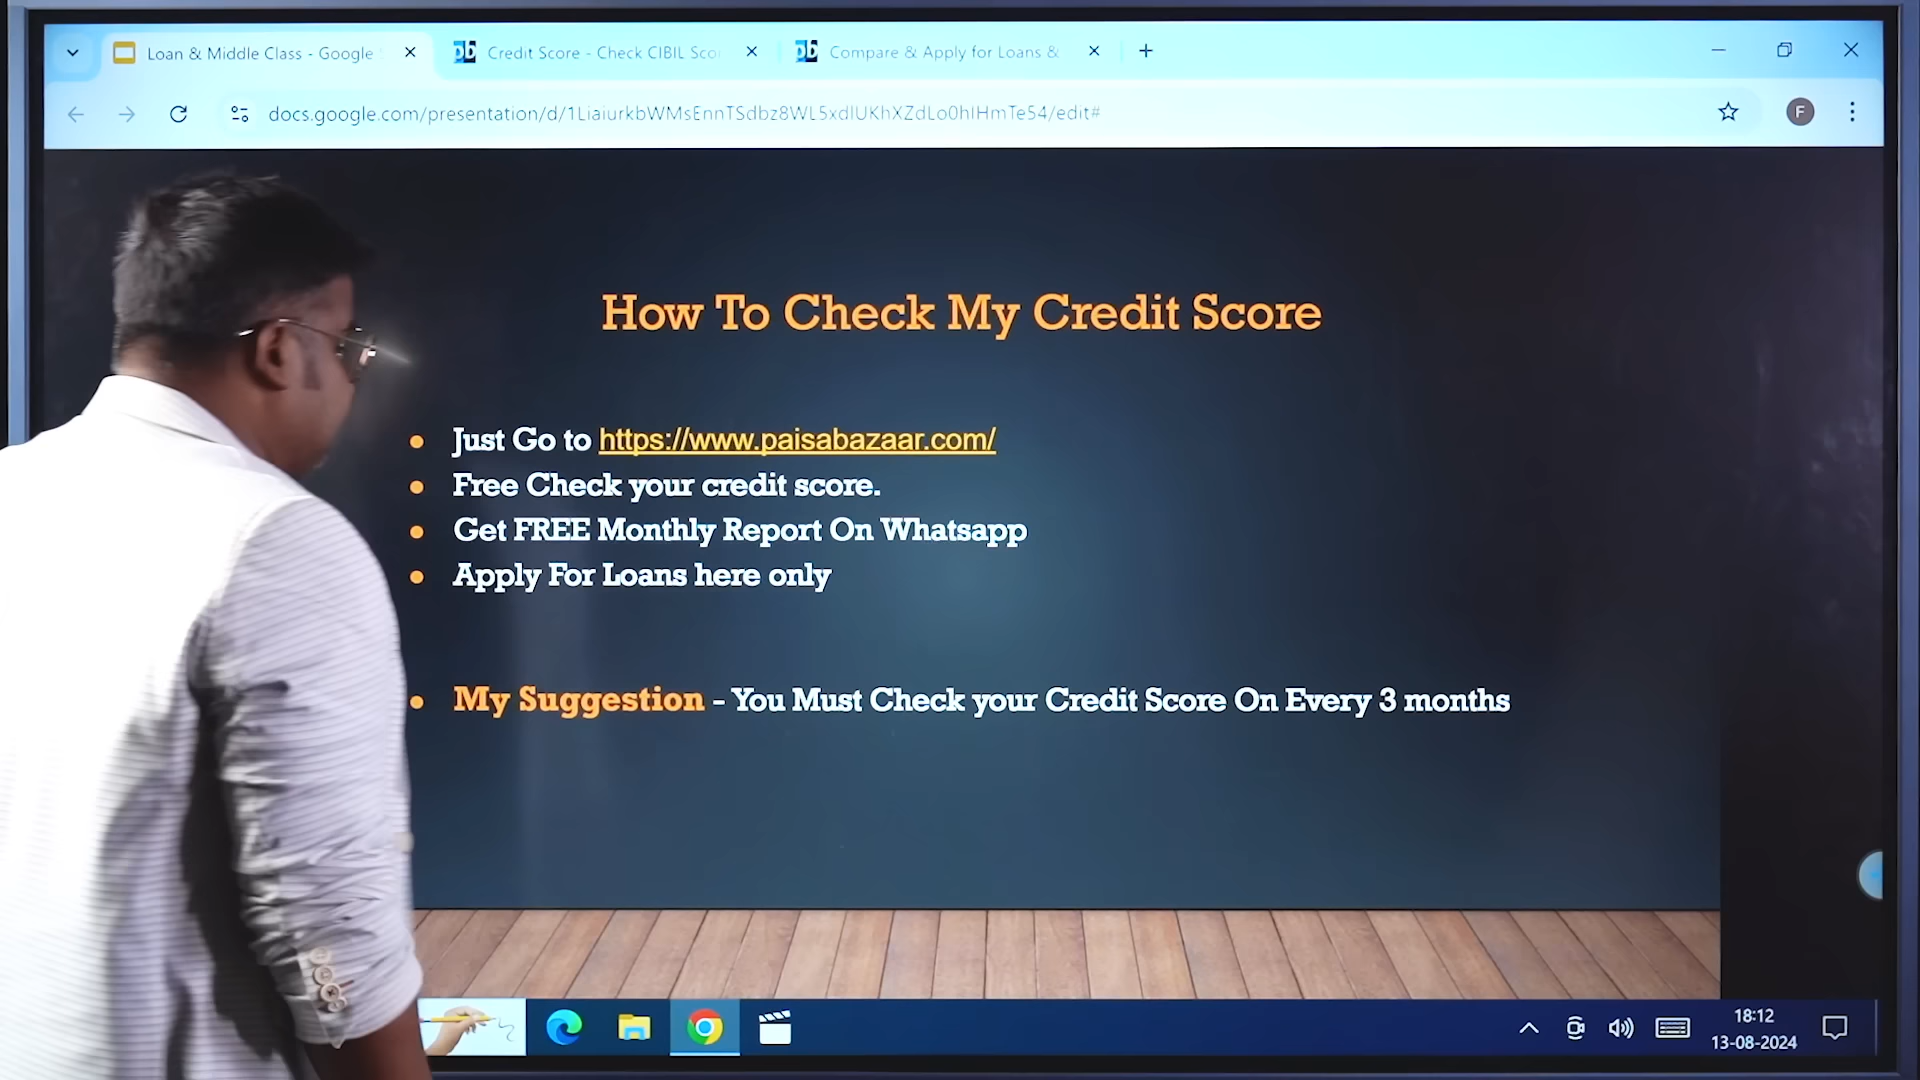 Loan & Middle Class - Google
Credit Score - Check CIBIL Sco
Compare & Apply for Loans &
docs.google.com/presentation/d/1LiaiurkbWMsEnnTSdbz8WL5xdlUKhXZdLo0hIHmTe54/edit#
F
How To Check My Credit Score
Just Go to https://www.paisabazaar.com/
Free Check your credit score.
Get FREE Monthly Report On Whatsapp
Apply For Loans here only
My Suggestion - You Must Check your Credit Score On Every 3 months
18:12
13-08-2024